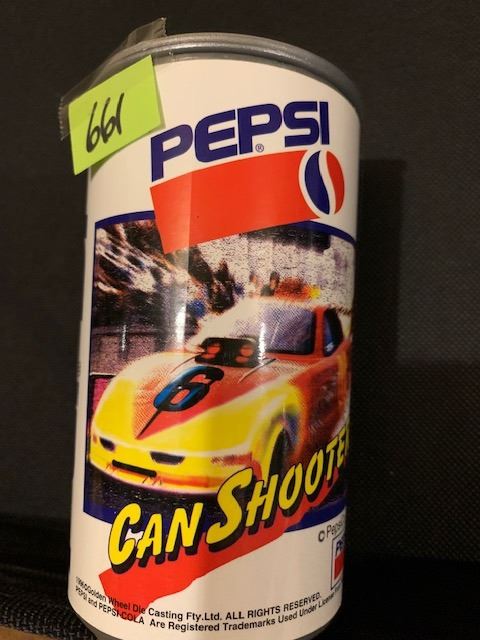 661
PEPSI®
6
CAN SHOOTE
© Pepsi
1996©Golden Wheel Die Casting Fty.Ltd. ALL RIGHTS RESERVED.
PEPSI and PEPSI-COLA Are Registered Trademarks Used Under License